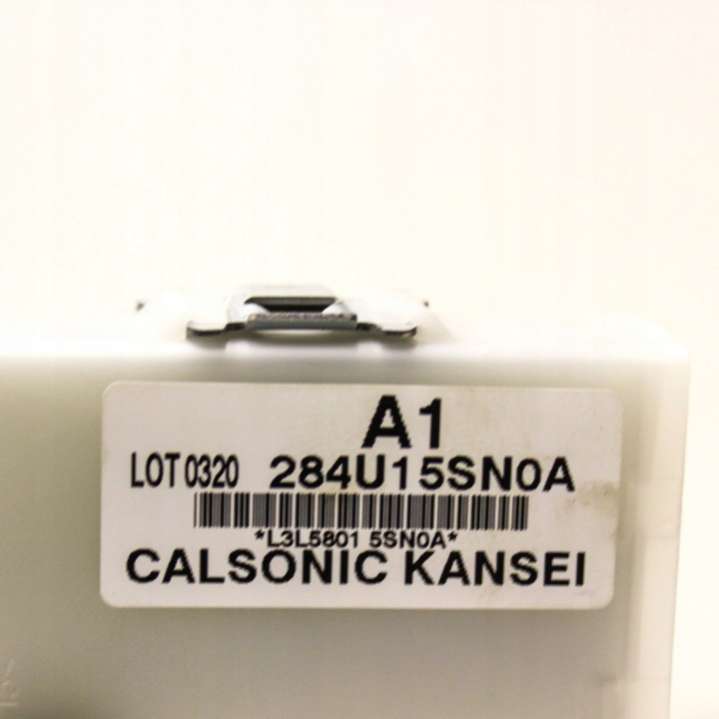 A1
LOT 0320 284U15SN0A
*L3L5801 5SN0A*
CALSONIC KANSEI